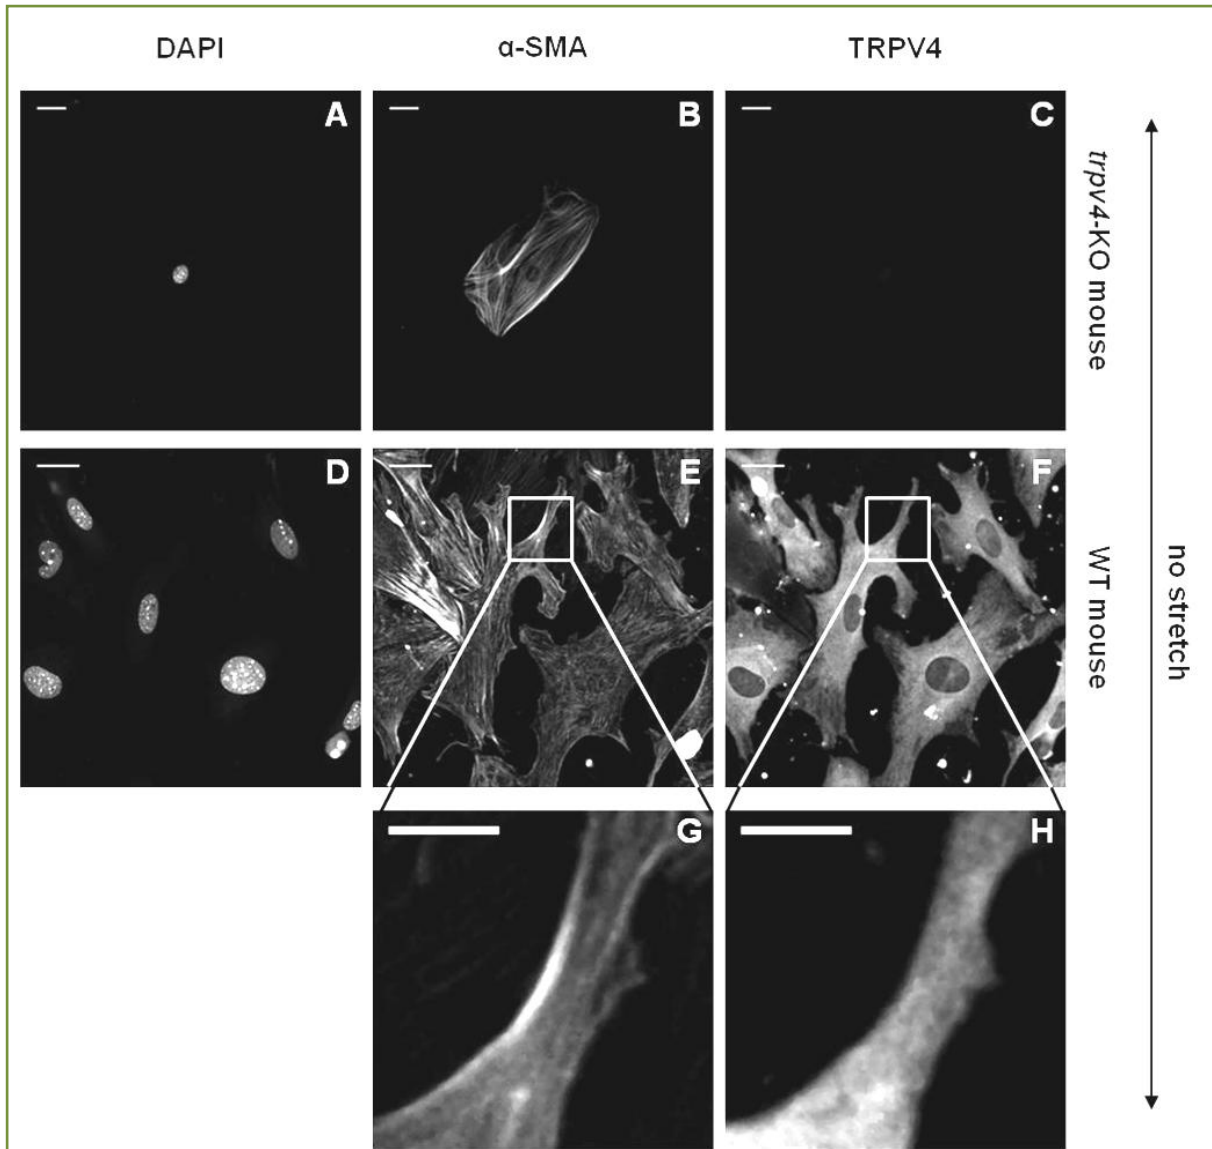 DAPI
α-SMA
TRPV4
A
B
C
trpv4-KO mouse
D
E
F
WT mouse
no stretch
G
H